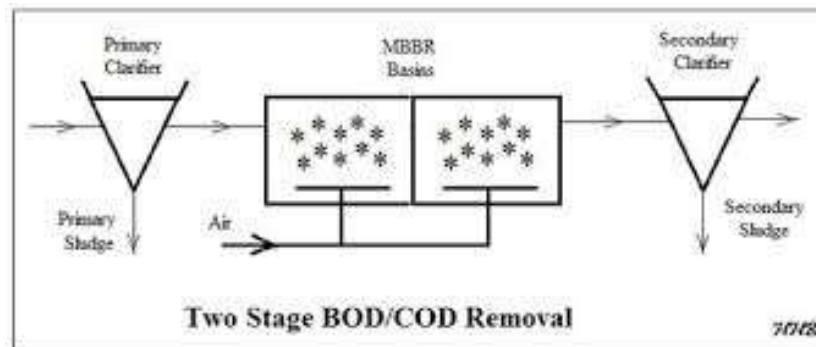 Primary
Clarifier
MBBR
Basins
Secondary
Clarifier
Primary
Sludge
Air
Secondary
Sludge
Two Stage BOD/COD Removal